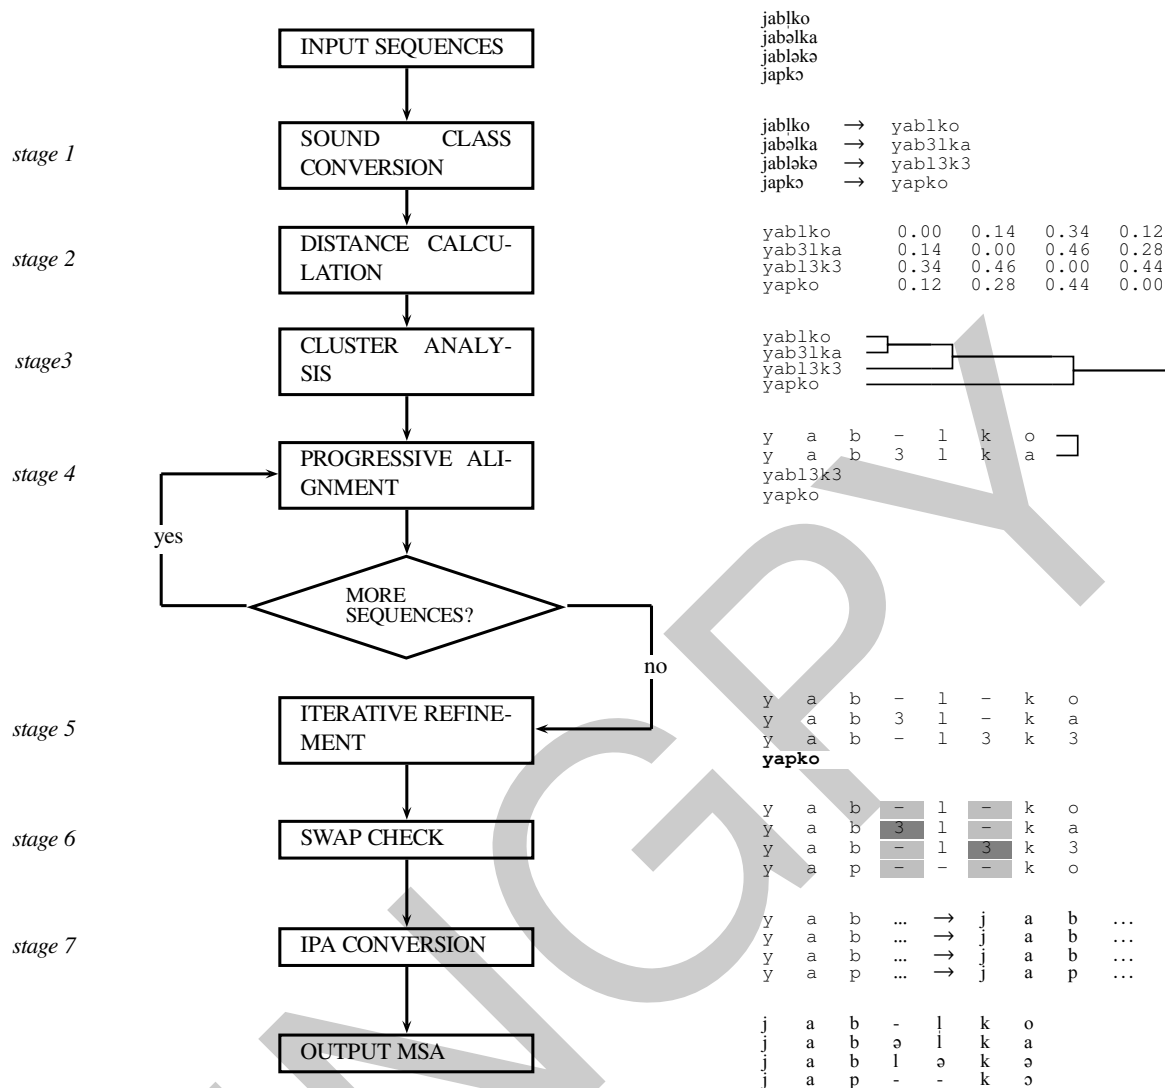 INPUT SEQUENCES
jabl̩ko
jabəlka
jabləkə
japkɔ
stage 1
SOUND CLASS
CONVERSION
jabl̩ko → yablko
jabəlka → yab3lka
jabləkə → yabl3k3
japkɔ → yapko
stage 2
DISTANCE CALCU-
LATION
yablko 0.00 0.14 0.34 0.12
yab3lka 0.14 0.00 0.46 0.28
yabl3k3 0.34 0.46 0.00 0.44
yapko 0.12 0.28 0.44 0.00
stage3
CLUSTER ANALY-
SIS
yablko
yab3lka
yabl3k3
yapko
stage 4
PROGRESSIVE ALI-
GNMENT
y a b - l k o
y a b 3 l k a
yabl3k3
yapko
yes
MORE
SEQUENCES?
no
stage 5
ITERATIVE REFINE-
MENT
y a b - l - k o
y a b 3 l - k a
y a b - l 3 k 3
yapko
stage 6
SWAP CHECK
y a b - l - k o
y a b 3 l - k a
y a b - l 3 k 3
y a p - - - k o
stage 7
IPA CONVERSION
y a b ... → j a b ...
y a b ... → j a b ...
y a b ... → j a b ...
y a p ... → j a p ...
OUTPUT MSA
j a b - l̩ k o
j a b ə l k a
j a b l ə k ə
j a p - - k ɔ
NGPY